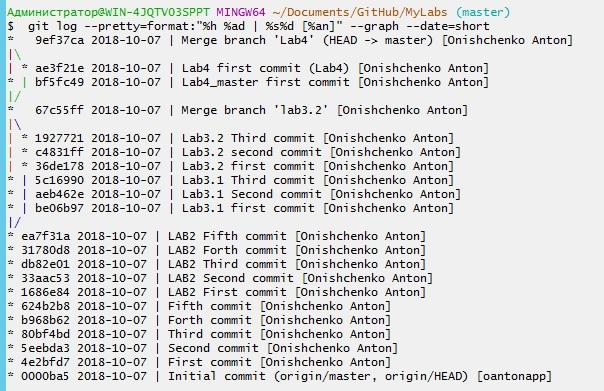 Администратор@WIN-4JQTVO3SPPT MINGW64 ~/Documents/GitHub/MyLabs (master)
$  git log --pretty=format:"%h %ad | %s%d [%an]" --graph --date=short
*   9ef37ca 2018-10-07 | Merge branch 'Lab4' (HEAD -> master) [Onishchenko Anton]
|\
| * ae3f21e 2018-10-07 | Lab4 first commit (Lab4) [Onishchenko Anton]
* | bf5fc49 2018-10-07 | Lab4_master first commit [Onishchenko Anton]
|/
*   67c55ff 2018-10-07 | Merge branch 'lab3.2' [Onishchenko Anton]
|\
| * 1927721 2018-10-07 | Lab3.2 Third commit [Onishchenko Anton]
| * c4831ff 2018-10-07 | Lab3.2 second commit [Onishchenko Anton]
| * 36de178 2018-10-07 | Lab3.2 first commit [Onishchenko Anton]
* | 5c16990 2018-10-07 | Lab3.1 Third commit [Onishchenko Anton]
* | aeb462e 2018-10-07 | Lab3.1 Second commit [Onishchenko Anton]
* | be06b97 2018-10-07 | Lab3.1 first commit [Onishchenko Anton]
|/
* ea7f31a 2018-10-07 | LAB2 Fifth commit [Onishchenko Anton]
* 31780d8 2018-10-07 | LAB2 Forth commit [Onishchenko Anton]
* db82e01 2018-10-07 | LAB2 Third commit [Onishchenko Anton]
* 33aac53 2018-10-07 | LAB2 Second commit [Onishchenko Anton]
* 1686e84 2018-10-07 | LAB2 First commit [Onishchenko Anton]
* 624b2b8 2018-10-07 | Fifth commit [Onishchenko Anton]
* b968b62 2018-10-07 | Forth commit [Onishchenko Anton]
* 80bf4bd 2018-10-07 | Third commit [Onishchenko Anton]
* 5eebda3 2018-10-07 | Second commit [Onishchenko Anton]
* 4e2bfd7 2018-10-07 | First commit [Onishchenko Anton]
* 0000ba5 2018-10-07 | Initial commit (origin/master, origin/HEAD) [oantonapp]